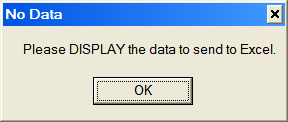 No Data
Please DISPLAY the data to send to Excel.
OK